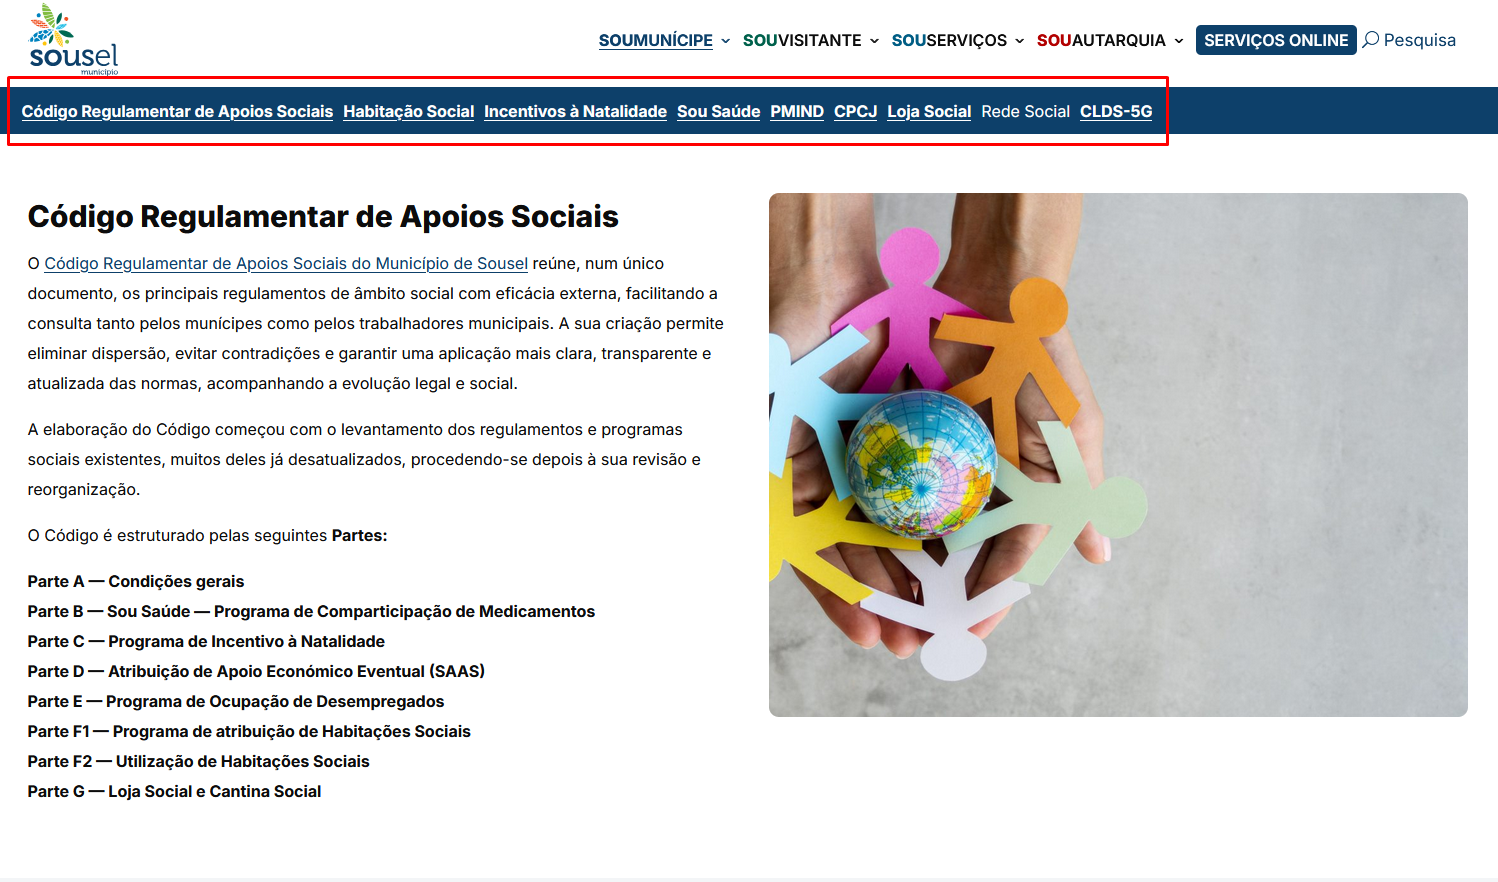 sousel
município
SOUMUNÍCIPE SOUVISITANTE SOUSERVIÇOS SOUAUTARQUIA SERVIÇOS ONLINE Pesquisa
Código Regulamentar de Apoios Sociais Habitação Social Incentivos à Natalidade Sou Saúde PMIND CPCJ Loja Social Rede Social CLDS-5G
Código Regulamentar de Apoios Sociais
O Código Regulamentar de Apoios Sociais do Município de Sousel reúne, num único
documento, os principais regulamentos de âmbito social com eficácia externa, facilitando a
consulta tanto pelos munícipes como pelos trabalhadores municipais. A sua criação permite
eliminar dispersão, evitar contradições e garantir uma aplicação mais clara, transparente e
atualizada das normas, acompanhando a evolução legal e social.
A elaboração do Código começou com o levantamento dos regulamentos e programas
sociais existentes, muitos deles já desatualizados, procedendo-se depois à sua revisão e
reorganização.
O Código é estruturado pelas seguintes Partes:
Parte A — Condições gerais
Parte B — Sou Saúde — Programa de Comparticipação de Medicamentos
Parte C — Programa de Incentivo à Natalidade
Parte D — Atribuição de Apoio Económico Eventual (SAAS)
Parte E — Programa de Ocupação de Desempregados
Parte F1 — Programa de atribuição de Habitações Sociais
Parte F2 — Utilização de Habitações Sociais
Parte G — Loja Social e Cantina Social